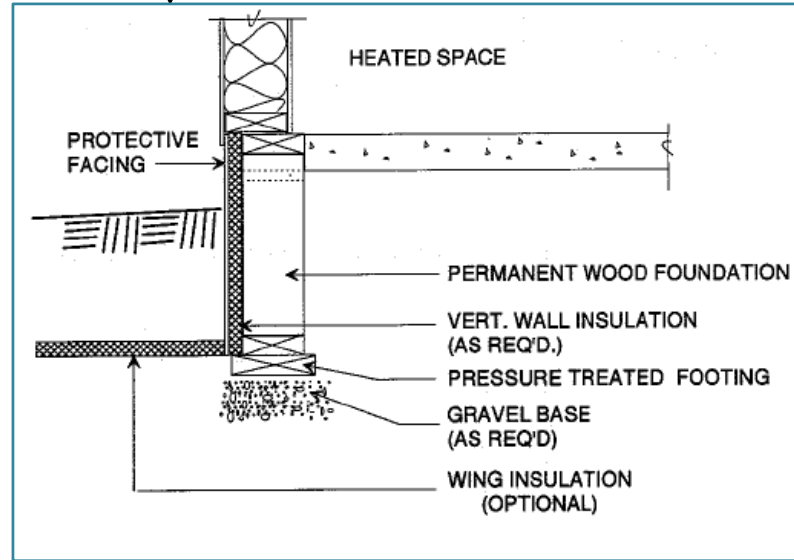 HEATED SPACE
PROTECTIVE
FACING
PERMANENT WOOD FOUNDATION
VERT. WALL INSULATION
(AS REQ'D.)
PRESSURE TREATED FOOTING
GRAVEL BASE
(AS REQ'D)
WING INSULATION
(OPTIONAL)